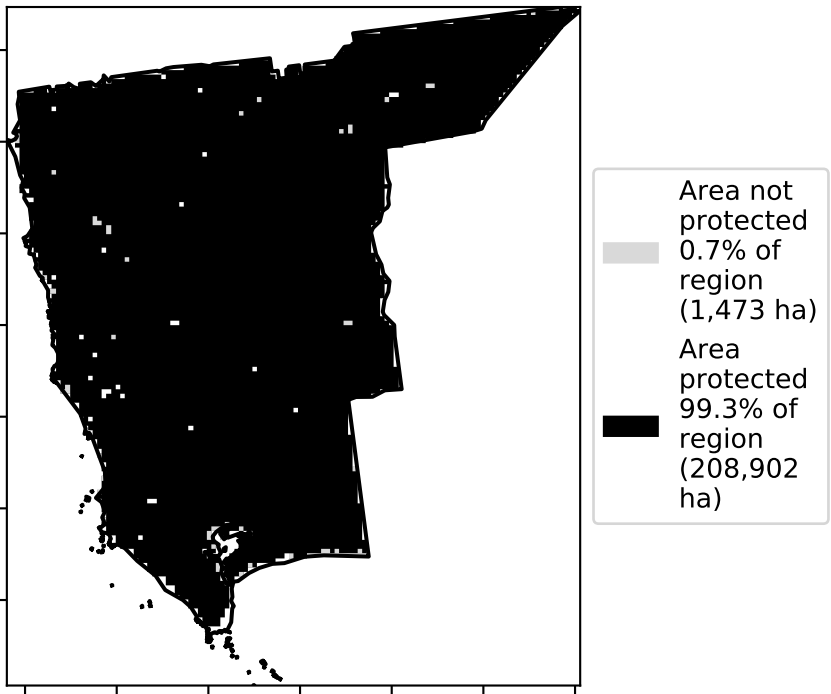 Area not
protected
0.7% of
region
(1,473 ha)
Area
protected
99.3% of
region
(208,902
ha)